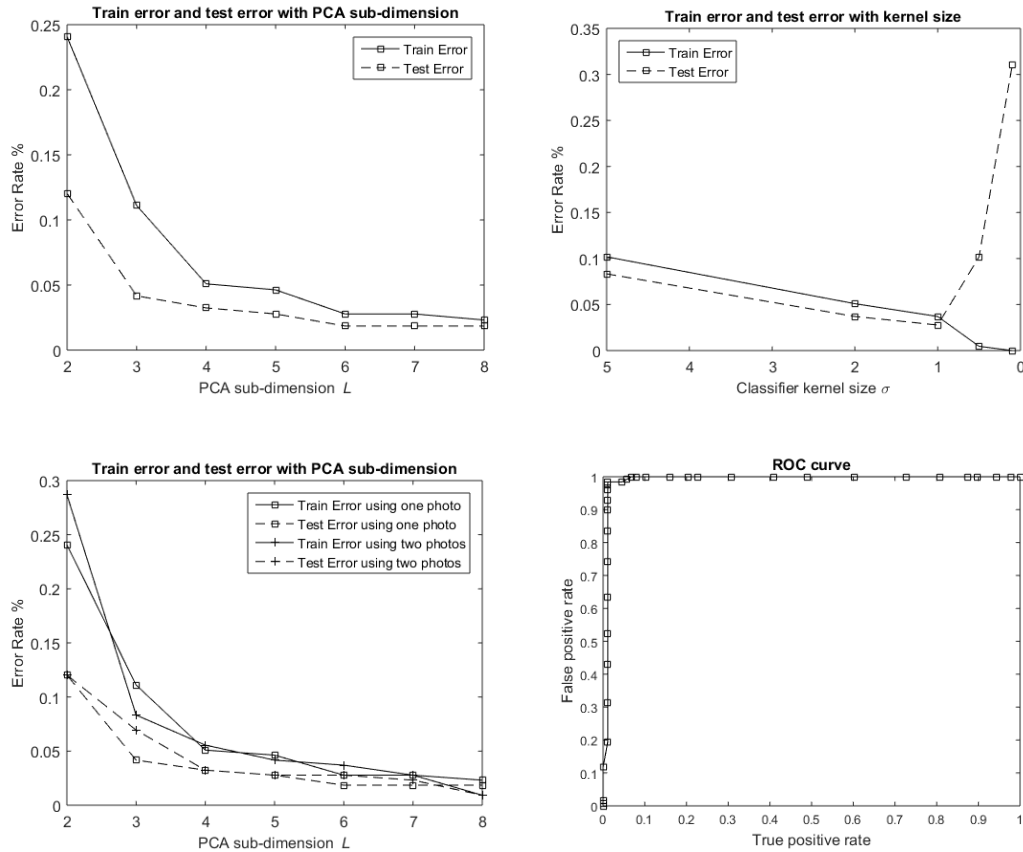 Train error and test error with PCA sub-dimension
Error Rate %
0.25
0.2
0.15
0.1
0.05
0
Train Error
Test Error
2 3 4 5 6 7 8
PCA sub-dimension L
Train error and test error with kernel size
Error Rate %
0.35
0.3
0.25
0.2
0.15
0.1
0.05
0
Train Error
Test Error
5 4 3 2 1 0
Classifier kernel size σ
Train error and test error with PCA sub-dimension
Error Rate %
0.3
0.25
0.2
0.15
0.1
0.05
0
Train Error using one photo
Test Error using one photo
Train Error using two photos
Test Error using two photos
2 3 4 5 6 7 8
PCA sub-dimension L
ROC curve
False positive rate
1
0.9
0.8
0.7
0.6
0.5
0.4
0.3
0.2
0.1
0
0 0.1 0.2 0.3 0.4 0.5 0.6 0.7 0.8 0.9 1
True positive rate